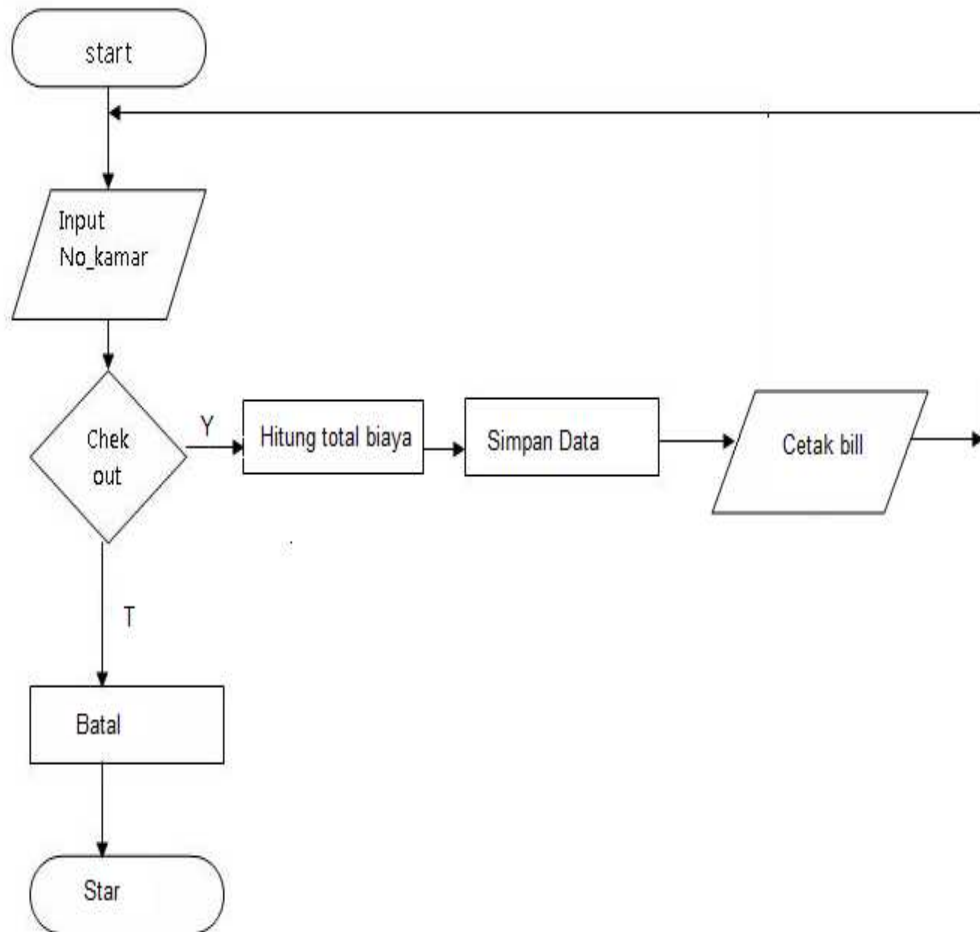 start
Input
No_kamar
Chek
out
Y
Hitung total biaya
Simpan Data
Cetak bill
T
Batal
Star